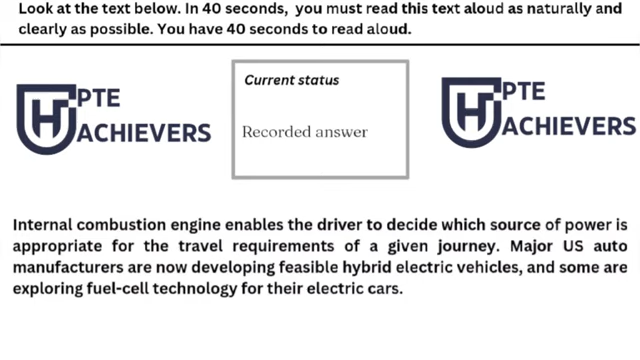 Look at the text below. In 40 seconds, you must read this text aloud as naturally and
clearly as possible. You have 40 seconds to read aloud.
PTE
ACHIEVERS
Current status
Recorded answer
PTE
ACHIEVERS
Internal combustion engine enables the driver to decide which source of power is
appropriate for the travel requirements of a given journey. Major US auto
manufacturers are now developing feasible hybrid electric vehicles, and some are
exploring fuel-cell technology for their electric cars.